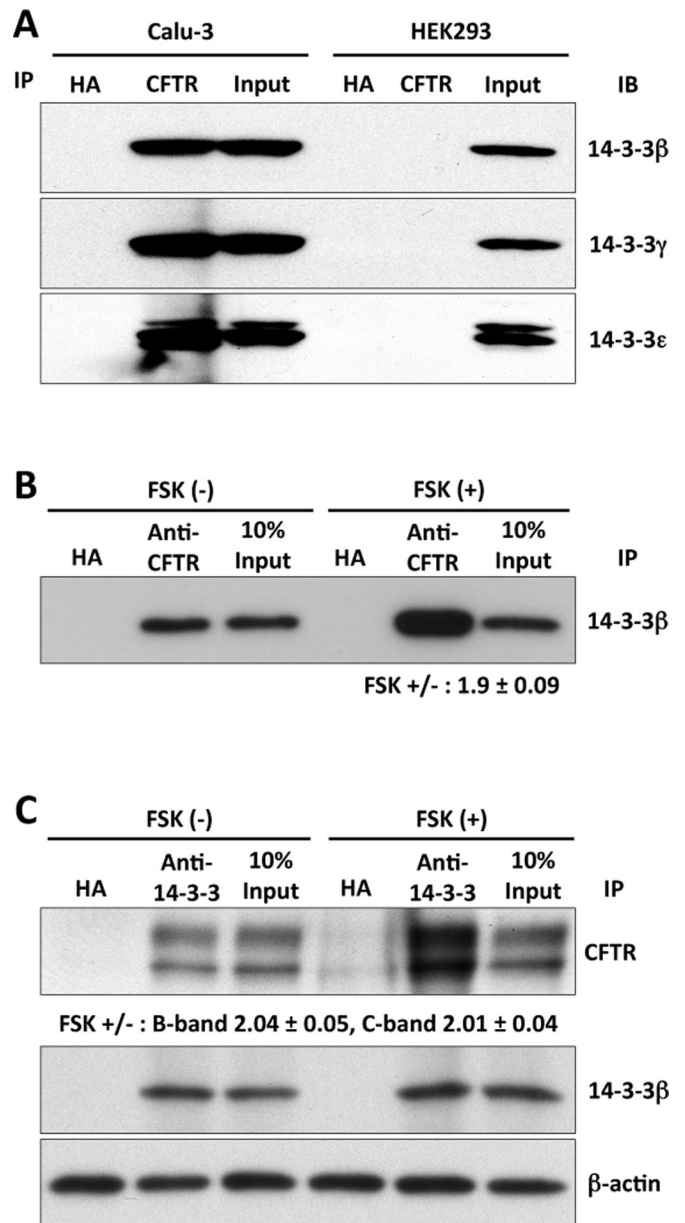 A
Calu-3 HEK293
IP HA CFTR Input HA CFTR Input IB
14-3-3β
14-3-3γ
14-3-3ε
B
FSK (-) FSK (+)
HA Anti-CFTR 10% Input HA Anti-CFTR 10% Input IP
14-3-3β
FSK +/- : 1.9 ± 0.09
C
FSK (-) FSK (+)
HA Anti-14-3-3 10% Input HA Anti-14-3-3 10% Input IP
CFTR
FSK +/- : B-band 2.04 ± 0.05, C-band 2.01 ± 0.04
14-3-3β
β-actin